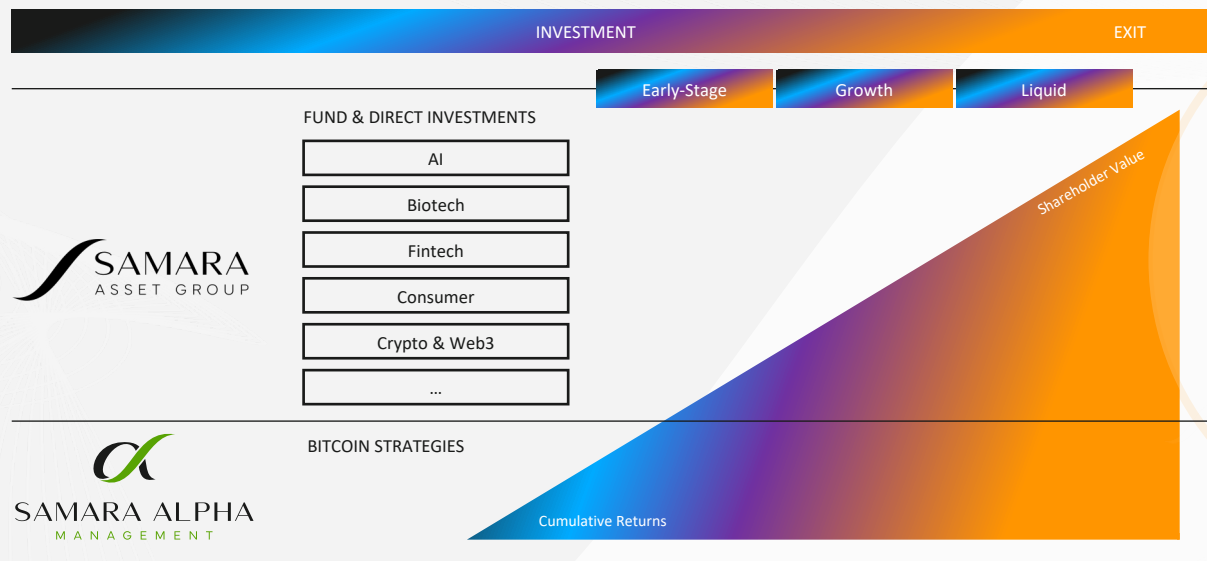 INVESTMENT
EXIT
Early-Stage
Growth
Liquid
FUND & DIRECT INVESTMENTS
AI
Biotech
Fintech
Consumer
Crypto & Web3
...
Shareholder Value
SAMARA
ASSET GROUP
BITCOIN STRATEGIES
SAMARA ALPHA
MANAGEMENT
Cumulative Returns